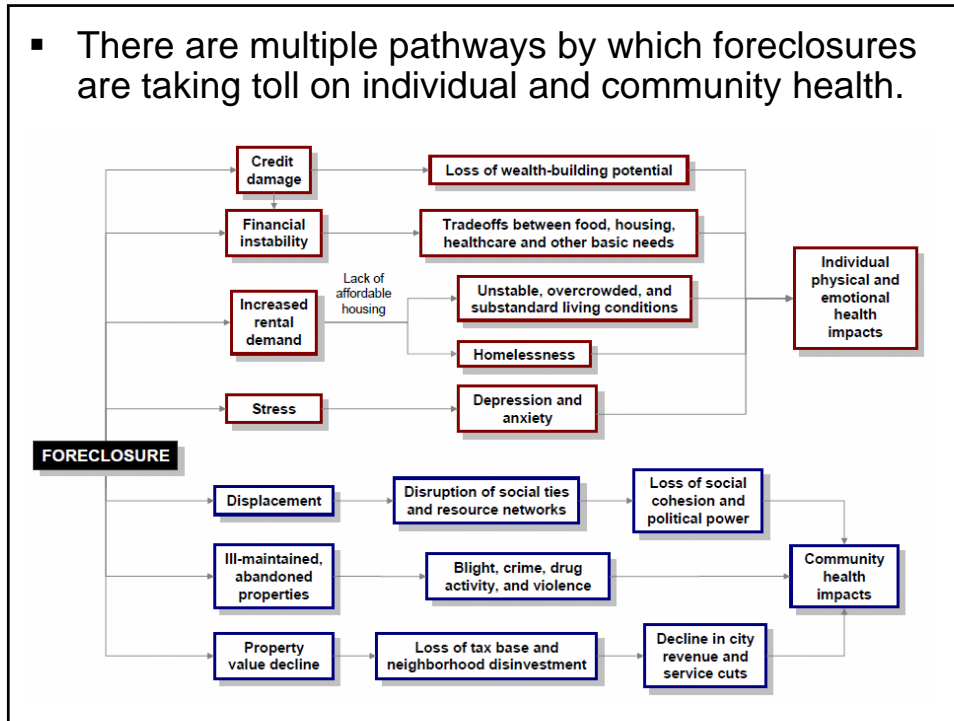 ▪ There are multiple pathways by which foreclosures
are taking toll on individual and community health.
Credit
damage
Loss of wealth-building potential
Financial
instability
Tradeoffs between food, housing,
healthcare and other basic needs
Lack of
affordable
housing
Increased
rental
demand
Unstable, overcrowded, and
substandard living conditions
Homelessness
Individual
physical and
emotional
health
impacts
Stress
Depression and
anxiety
FORECLOSURE
Displacement
Disruption of social ties
and resource networks
Loss of social
cohesion and
political power
Ill-maintained,
abandoned
properties
Blight, crime, drug
activity, and violence
Community
health
impacts
Property
value decline
Loss of tax base and
neighborhood disinvestment
Decline in city
revenue and
service cuts